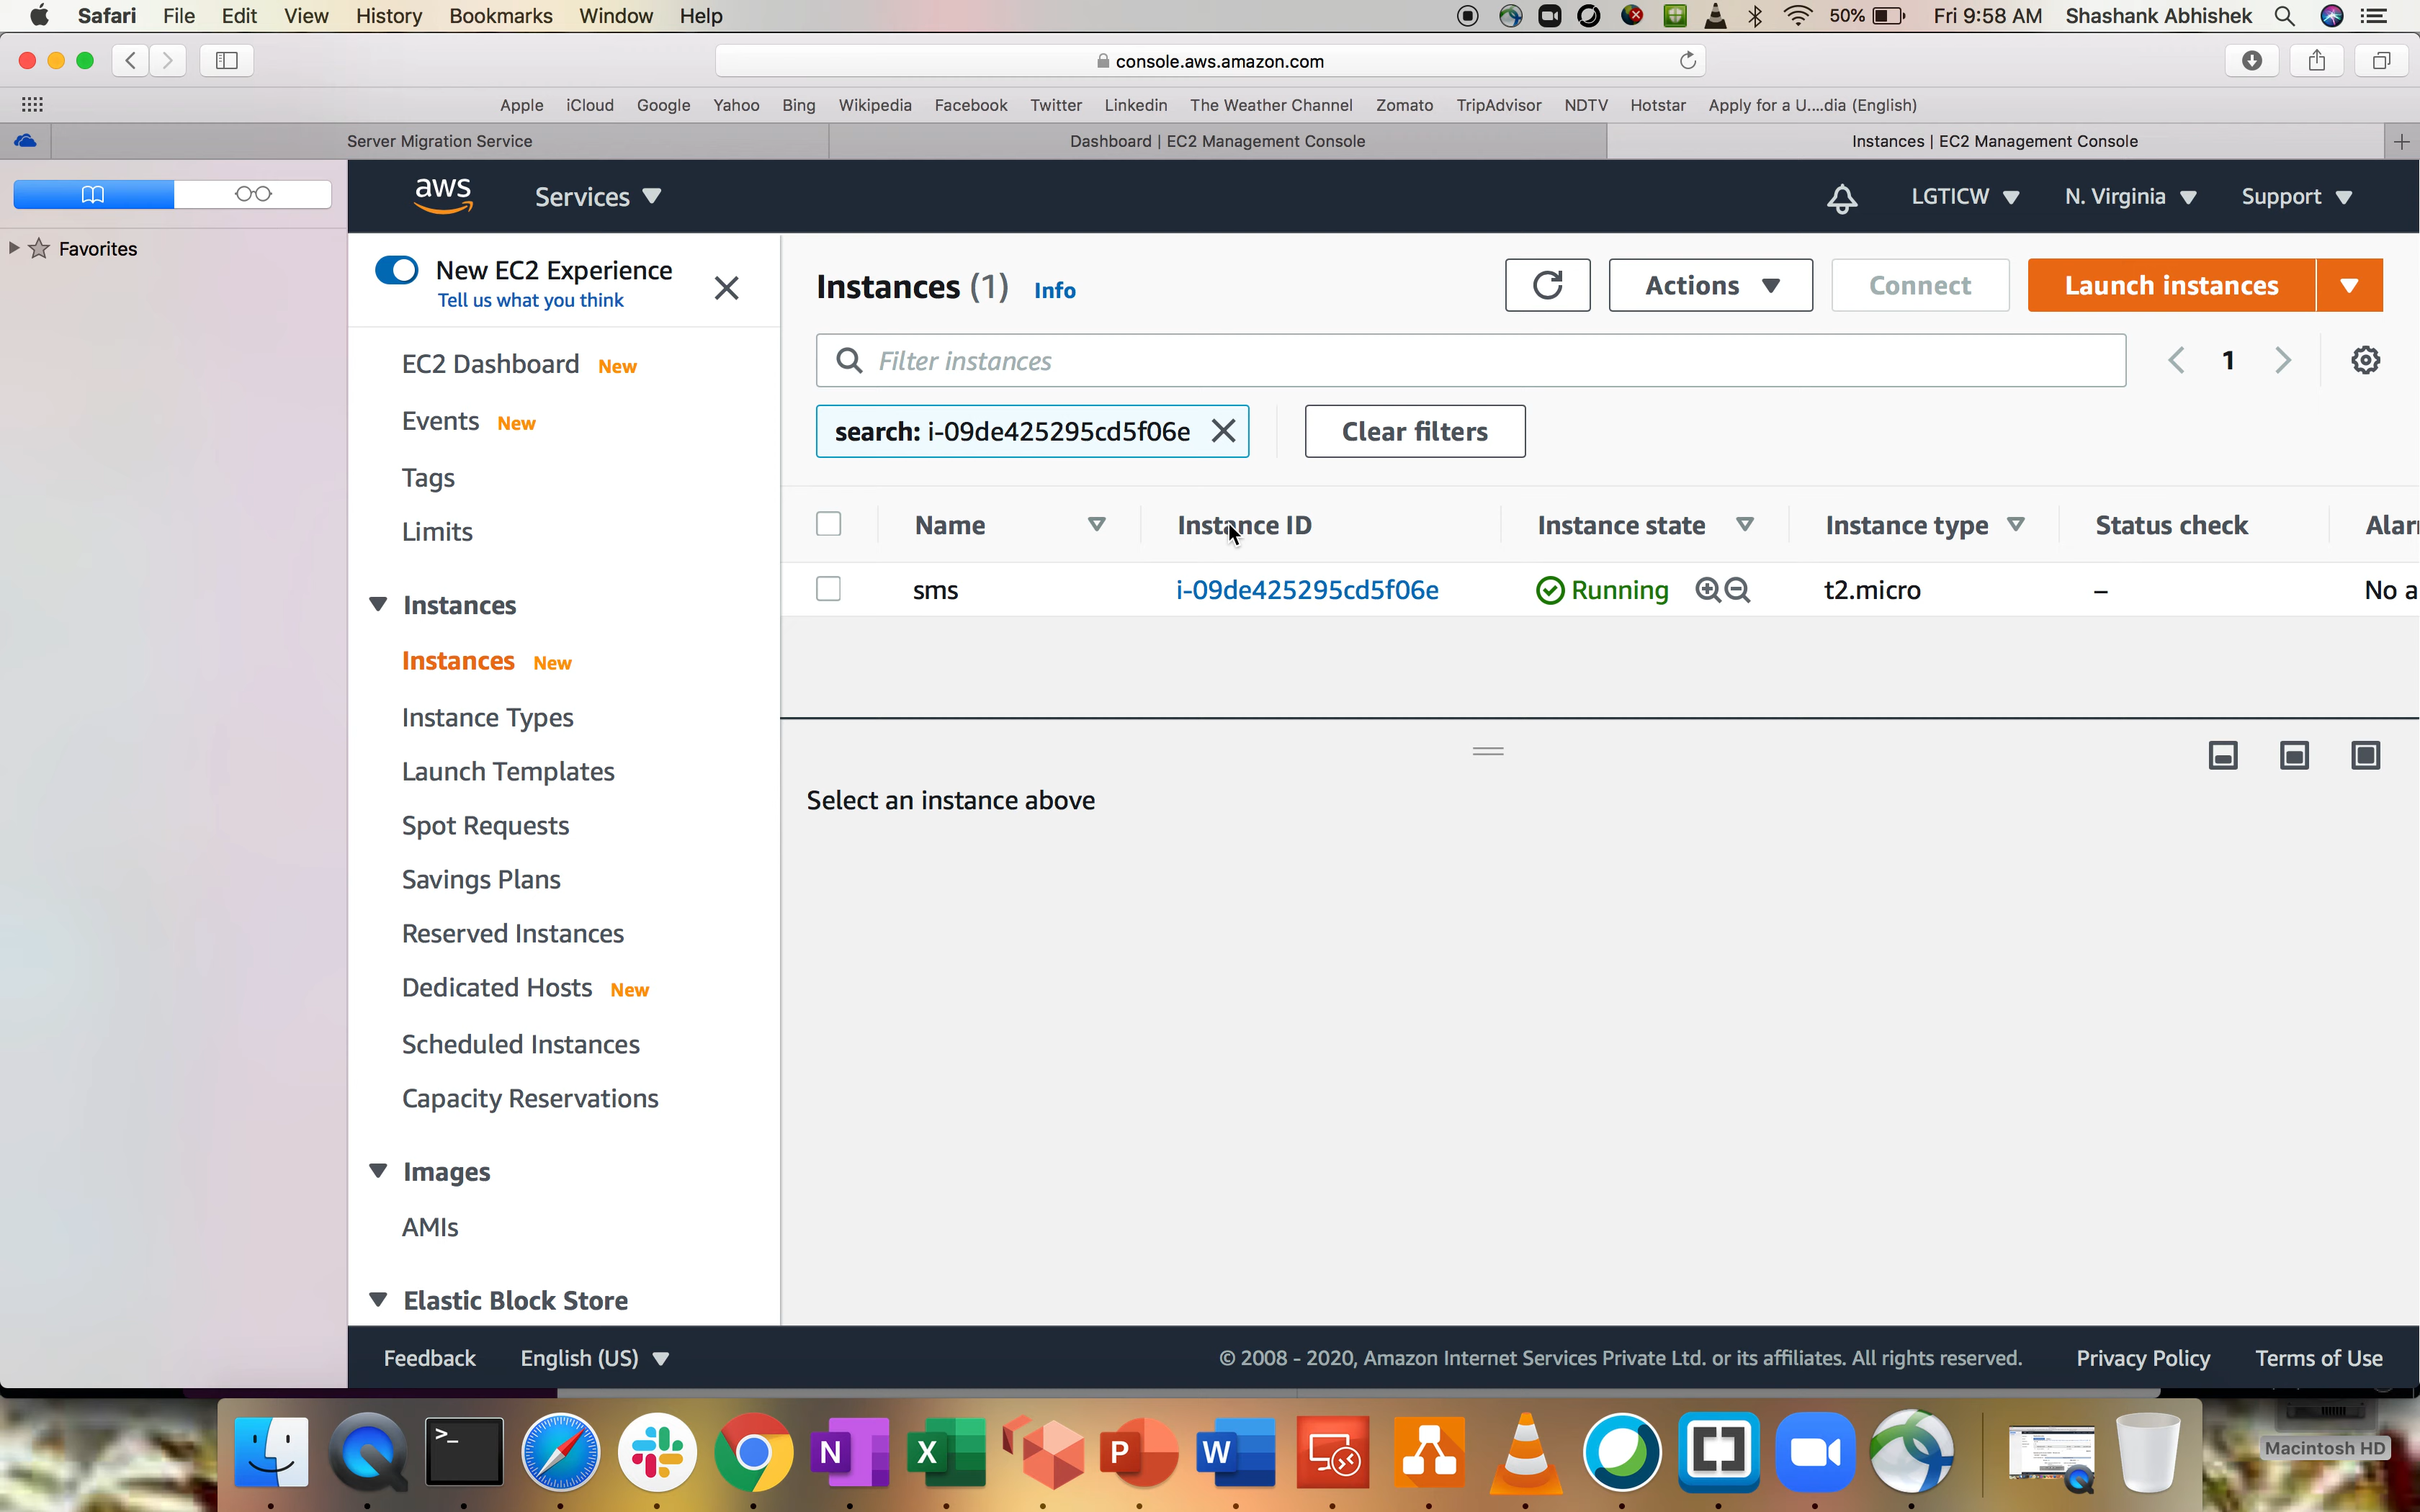 Safari File Edit View History Bookmarks Window Help 50% Fri 9:58 AM Shashank Abhishek
console.aws.amazon.com
Apple iCloud Google Yahoo Bing Wikipedia Facebook Twitter Linkedin The Weather Channel Zomato TripAdvisor NDTV Hotstar Apply for a U....dia (English)
Server Migration Service Dashboard | EC2 Management Console Instances | EC2 Management Console
Favorites
aws Services LGTICW N. Virginia Support
New EC2 Experience
Tell us what you think
EC2 Dashboard New
Events New
Tags
Limits
Instances
Instances New
Instance Types
Launch Templates
Spot Requests
Savings Plans
Reserved Instances
Dedicated Hosts New
Scheduled Instances
Capacity Reservations
Images
AMIs
Elastic Block Store
Instances (1) Info Actions Connect Launch instances
Filter instances 1
search: i-09de425295cd5f06e Clear filters
Name Instance ID Instance state Instance type Status check Alar
sms i-09de425295cd5f06e Running t2.micro – No a
Select an instance above
Feedback English (US) © 2008 - 2020, Amazon Internet Services Private Ltd. or its affiliates. All rights reserved. Privacy Policy Terms of Use
>_ N X P W
Macintosh HD